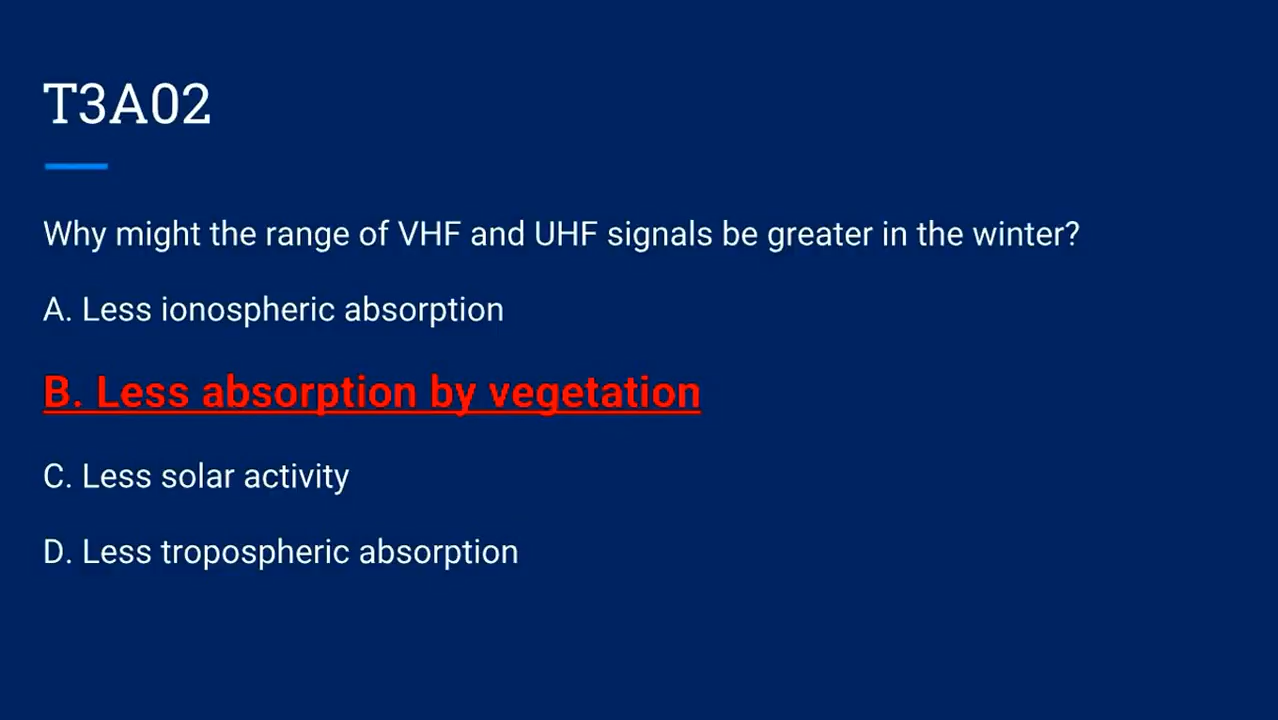 T3A02
Why might the range of VHF and UHF signals be greater in the winter?
A. Less ionospheric absorption
B. Less absorption by vegetation
C. Less solar activity
D. Less tropospheric absorption